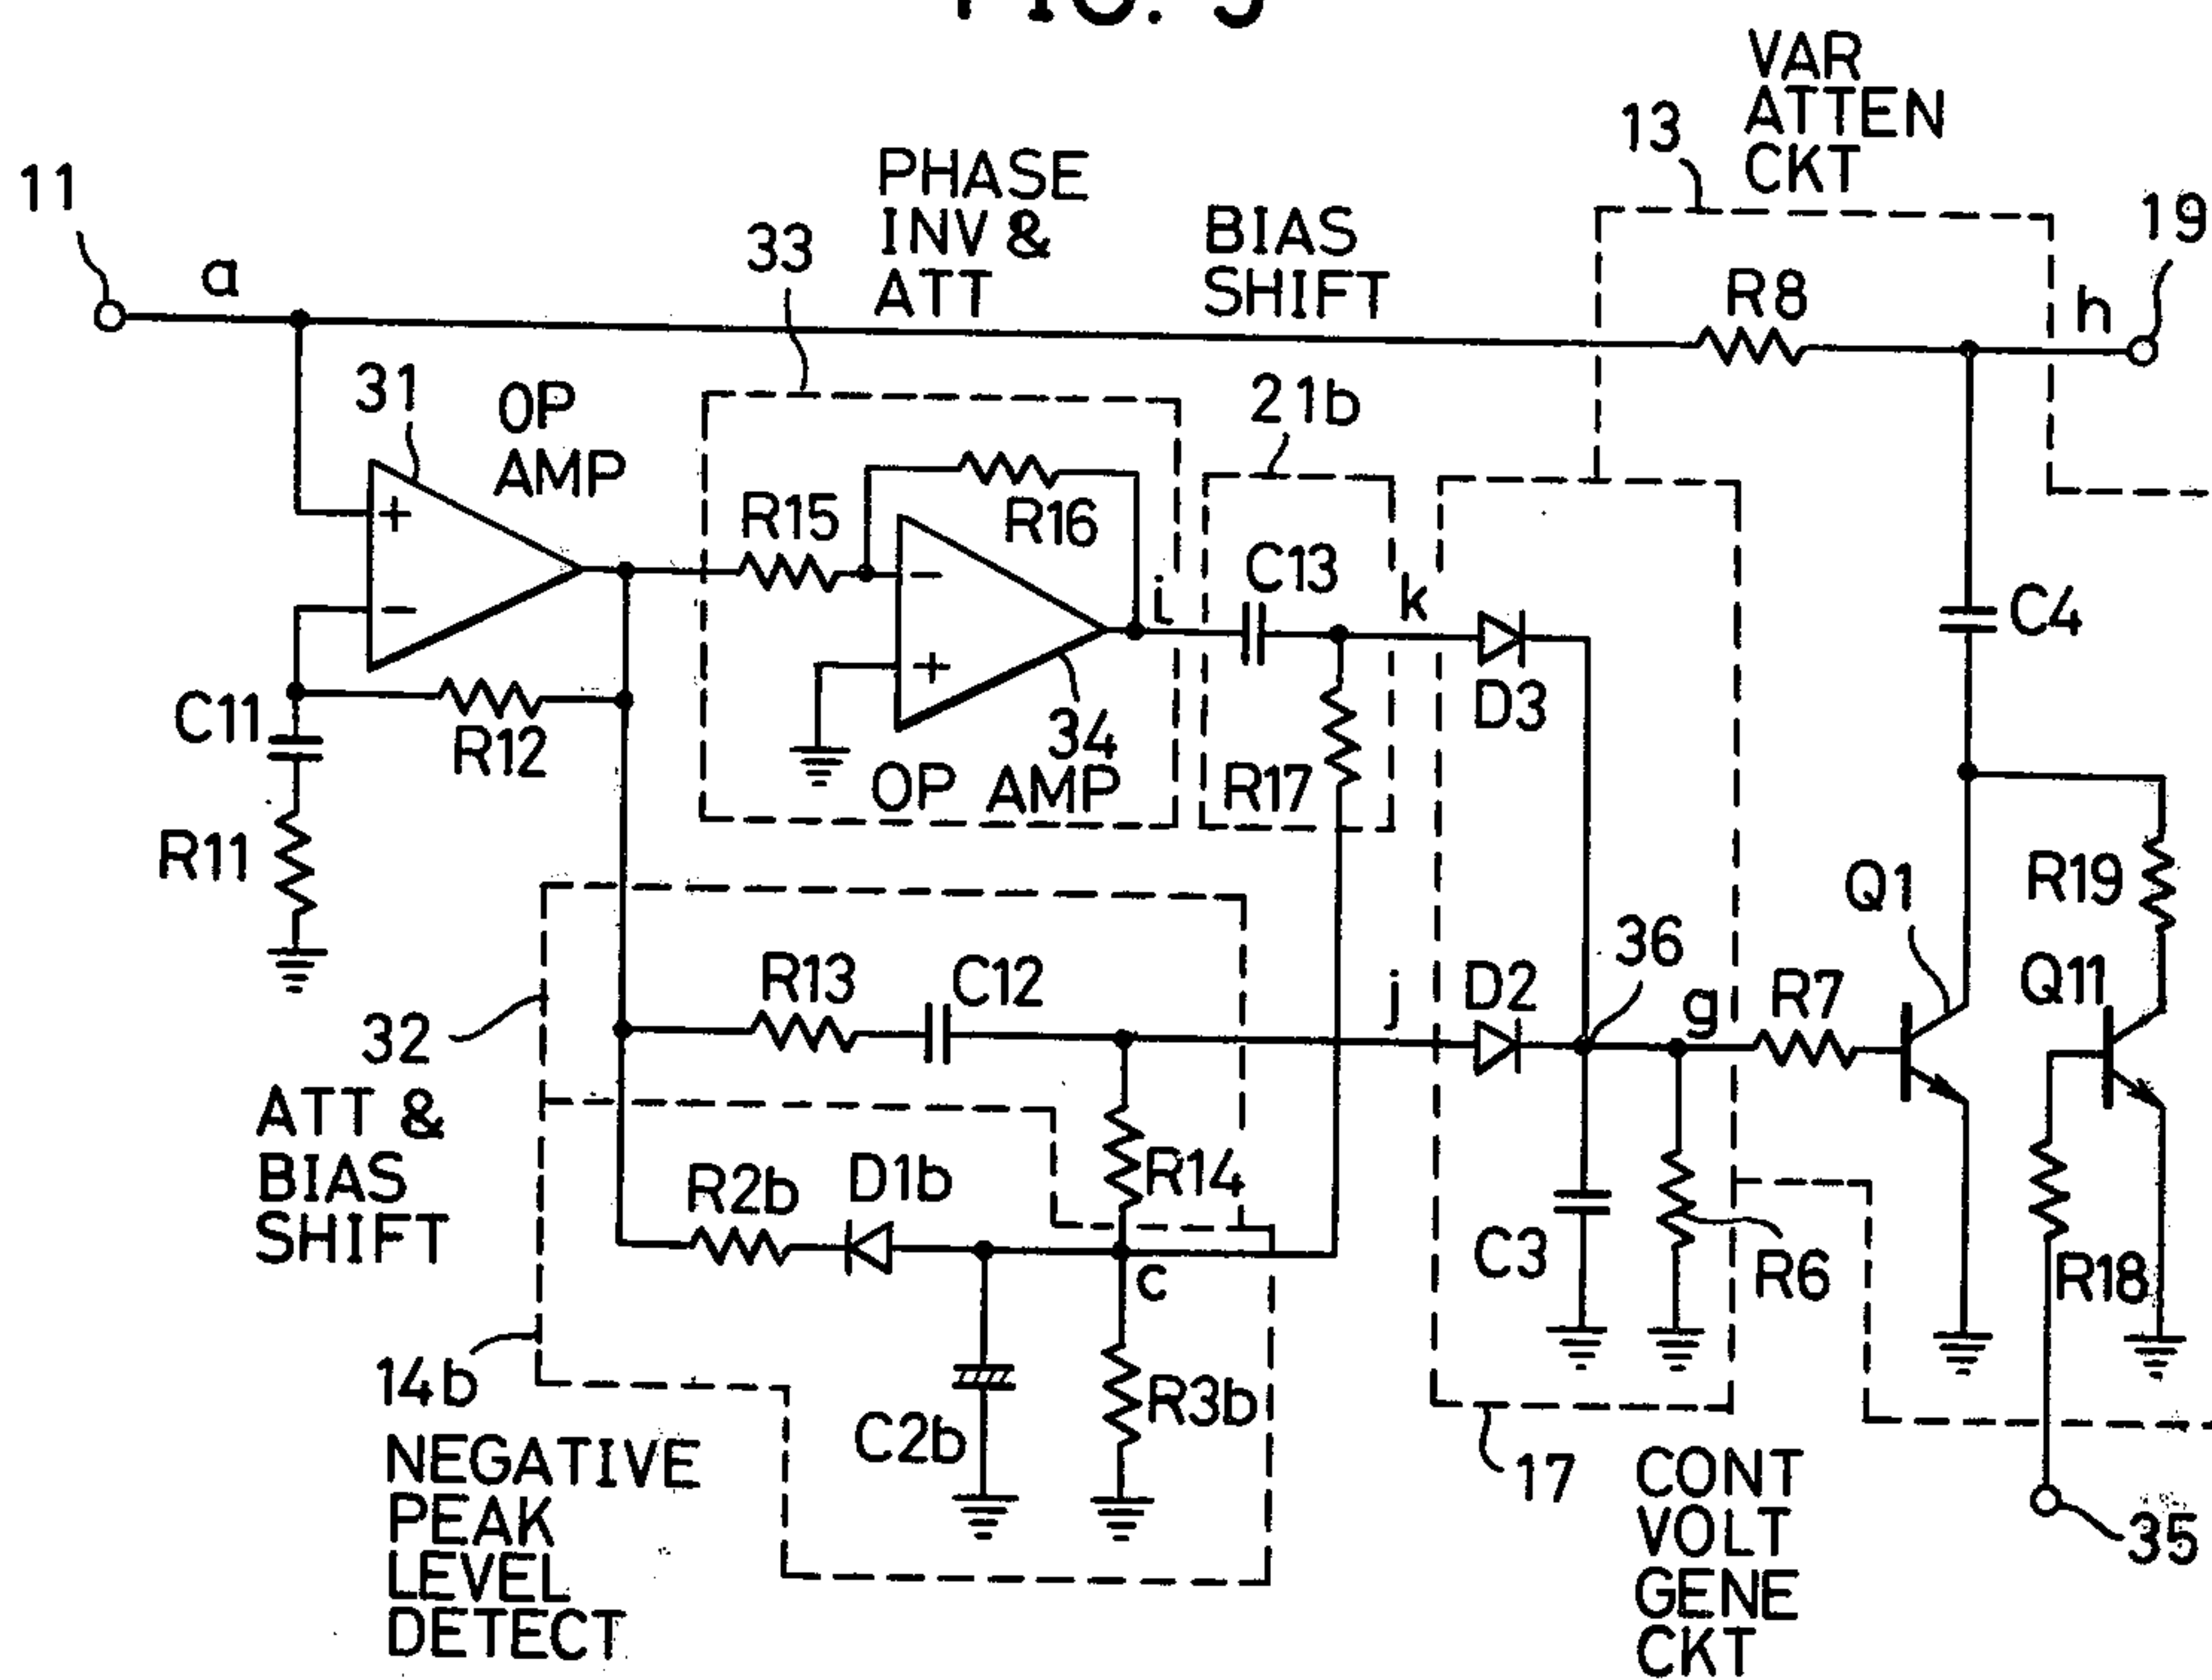 FIG. 5
VAR
ATTEN
CKT
13
11
a
33
PHASE
INV &
ATT
BIAS
SHIFT
R8
h
19
31
OP
AMP
21b
+
−
R15
R16
−
+
i
C13
k
D3
C4
C11
R12
34
OP AMP
R17
R11
Q1
R19
36
R13
C12
j
D2
g
R7
Q11
32
ATT &
BIAS
SHIFT
R2b
D1b
R14
c
C3
R6
R18
14b
NEGATIVE
PEAK
LEVEL
DETECT
C2b
R3b
17
CONT
VOLT
GENE
CKT
35